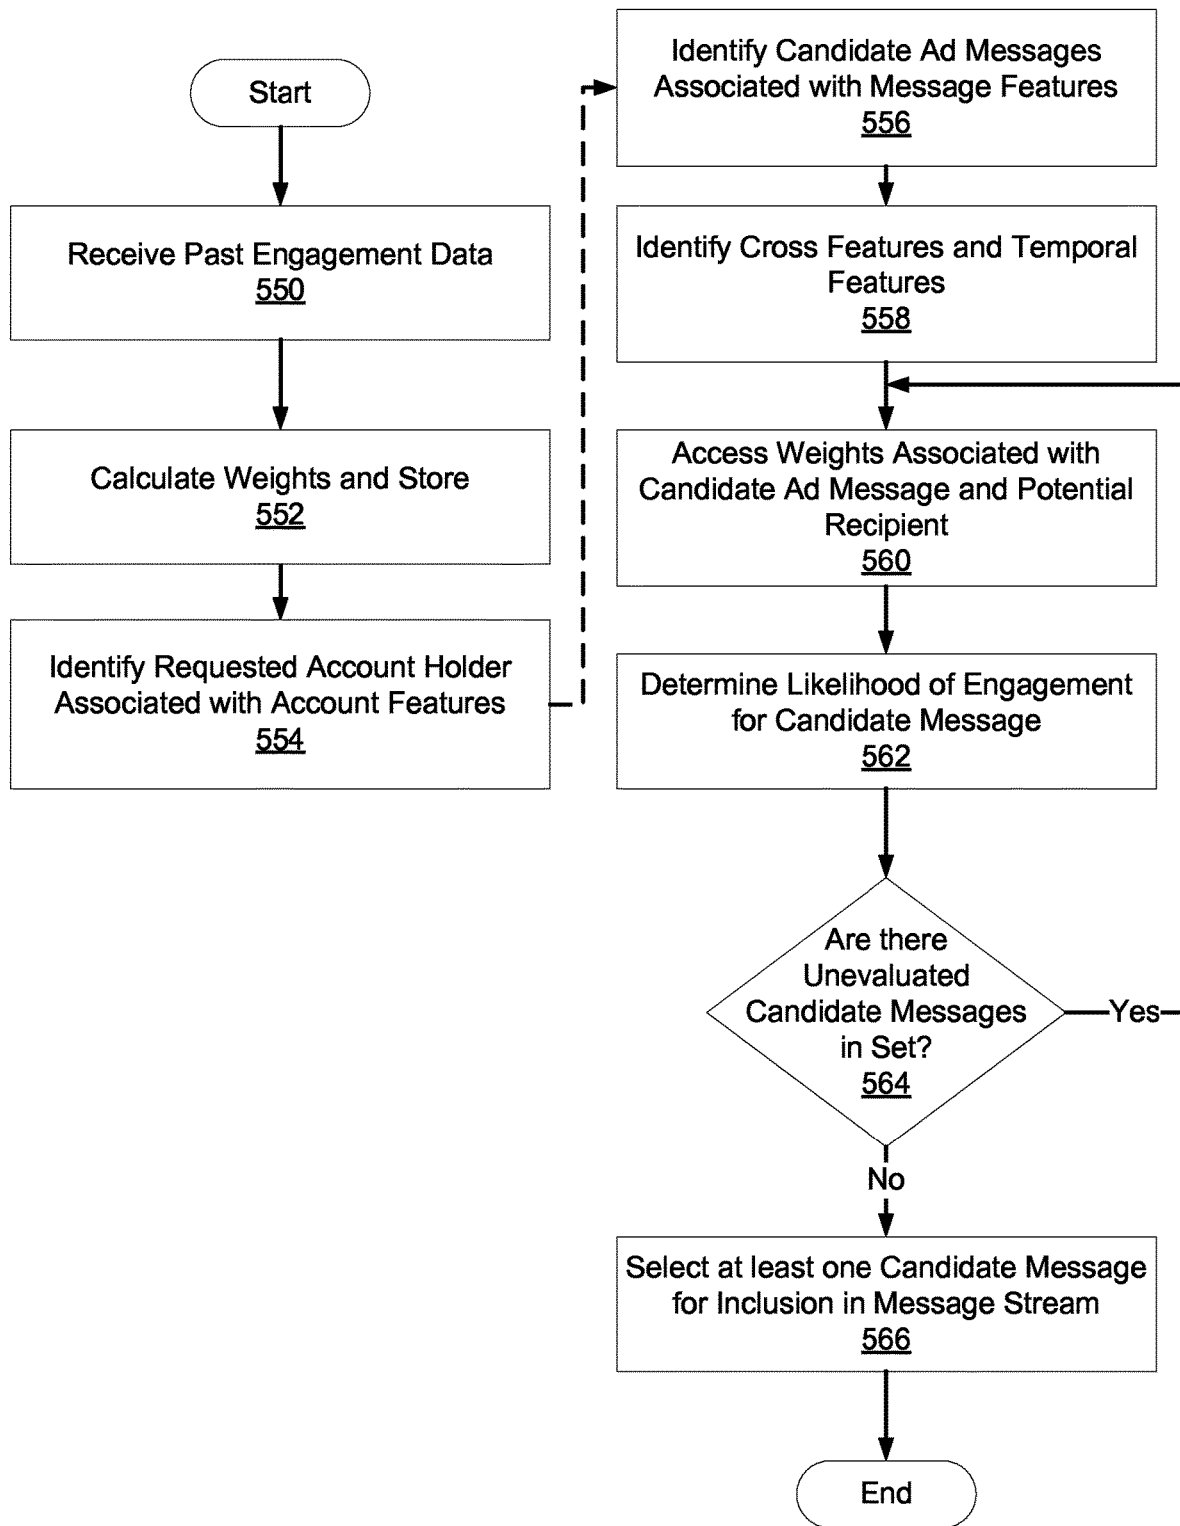 Start
Receive Past Engagement Data
550
Calculate Weights and Store
552
Identify Requested Account Holder
Associated with Account Features
554
Identify Candidate Ad Messages
Associated with Message Features
556
Identify Cross Features and Temporal
Features
558
Access Weights Associated with
Candidate Ad Message and Potential
Recipient
560
Determine Likelihood of Engagement
for Candidate Message
562
Are there
Unevaluated
Candidate Messages
in Set?
564
Yes
No
Select at least one Candidate Message
for Inclusion in Message Stream
566
End